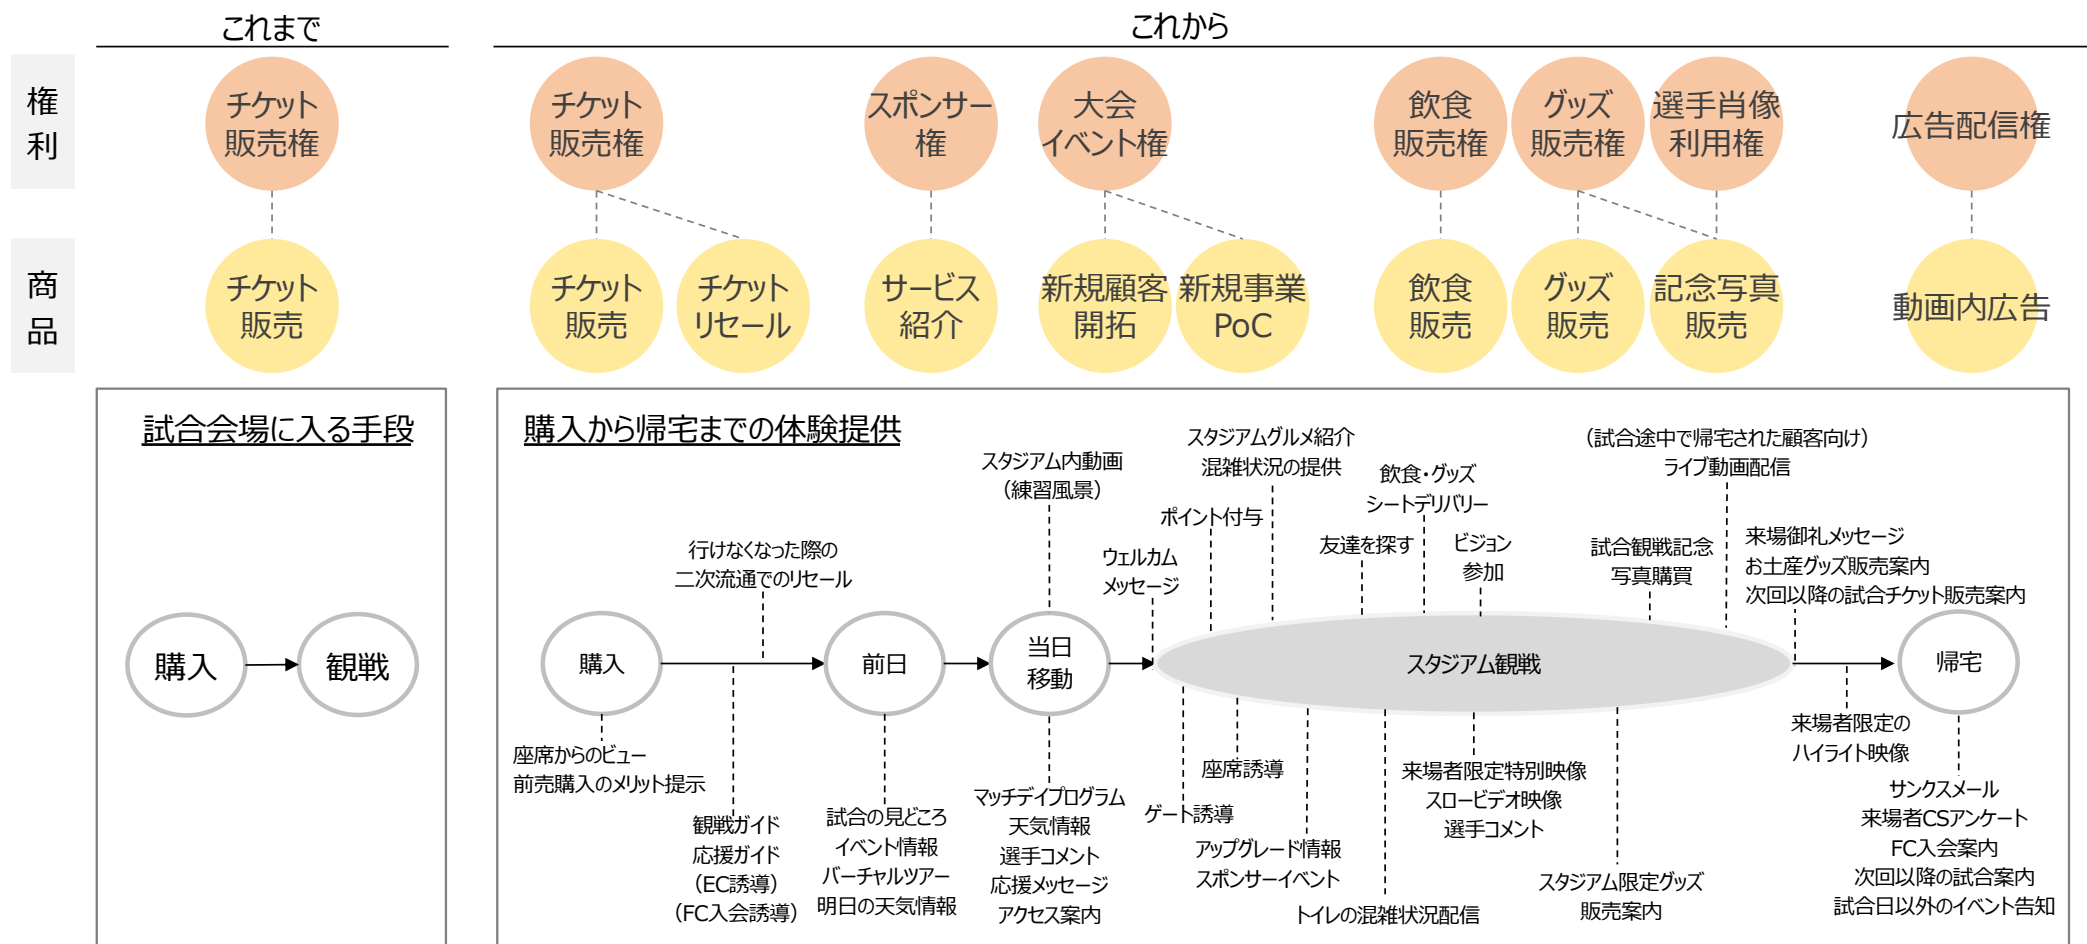 これまで
これから
権
利
チケット
販売権
チケット
販売権
スポンサー
権
大会
イベント権
飲食
販売権
グッズ
販売権
選手肖像
利用権
広告配信権
商
品
チケット
販売
チケット
販売
チケット
リセール
サービス
紹介
新規顧客
開拓
新規事業
PoC
飲食
販売
グッズ
販売
記念写真
販売
動画内広告
試合会場に入る手段
購入
観戦
購入から帰宅までの体験提供
行けなくなった際の
二次流通でのリセール
スタジアム内動画
（練習風景）
ウェルカム
メッセージ
ポイント付与
スタジアムグルメ紹介
混雑状況の提供
友達を探す
飲食・グッズ
シートデリバリー
ビジョン
参加
試合観戦記念
写真購買
（試合途中で帰宅された顧客向け）
ライブ動画配信
来場御礼メッセージ
お土産グッズ販売案内
次回以降の試合チケット販売案内
購入
前日
当日
移動
スタジアム観戦
帰宅
座席からのビュー
前売購入のメリット提示
観戦ガイド
応援ガイド
（EC誘導）
（FC入会誘導）
試合の見どころ
イベント情報
バーチャルツアー
明日の天気情報
マッチデイプログラム
天気情報
選手コメント
応援メッセージ
アクセス案内
ゲート誘導
座席誘導
アップグレード情報
スポンサーイベント
トイレの混雑状況配信
来場者限定特別映像
スロービデオ映像
選手コメント
スタジアム限定グッズ
販売案内
来場者限定の
ハイライト映像
サンクスメール
来場者CSアンケート
FC入会案内
次回以降の試合案内
試合日以外のイベント告知